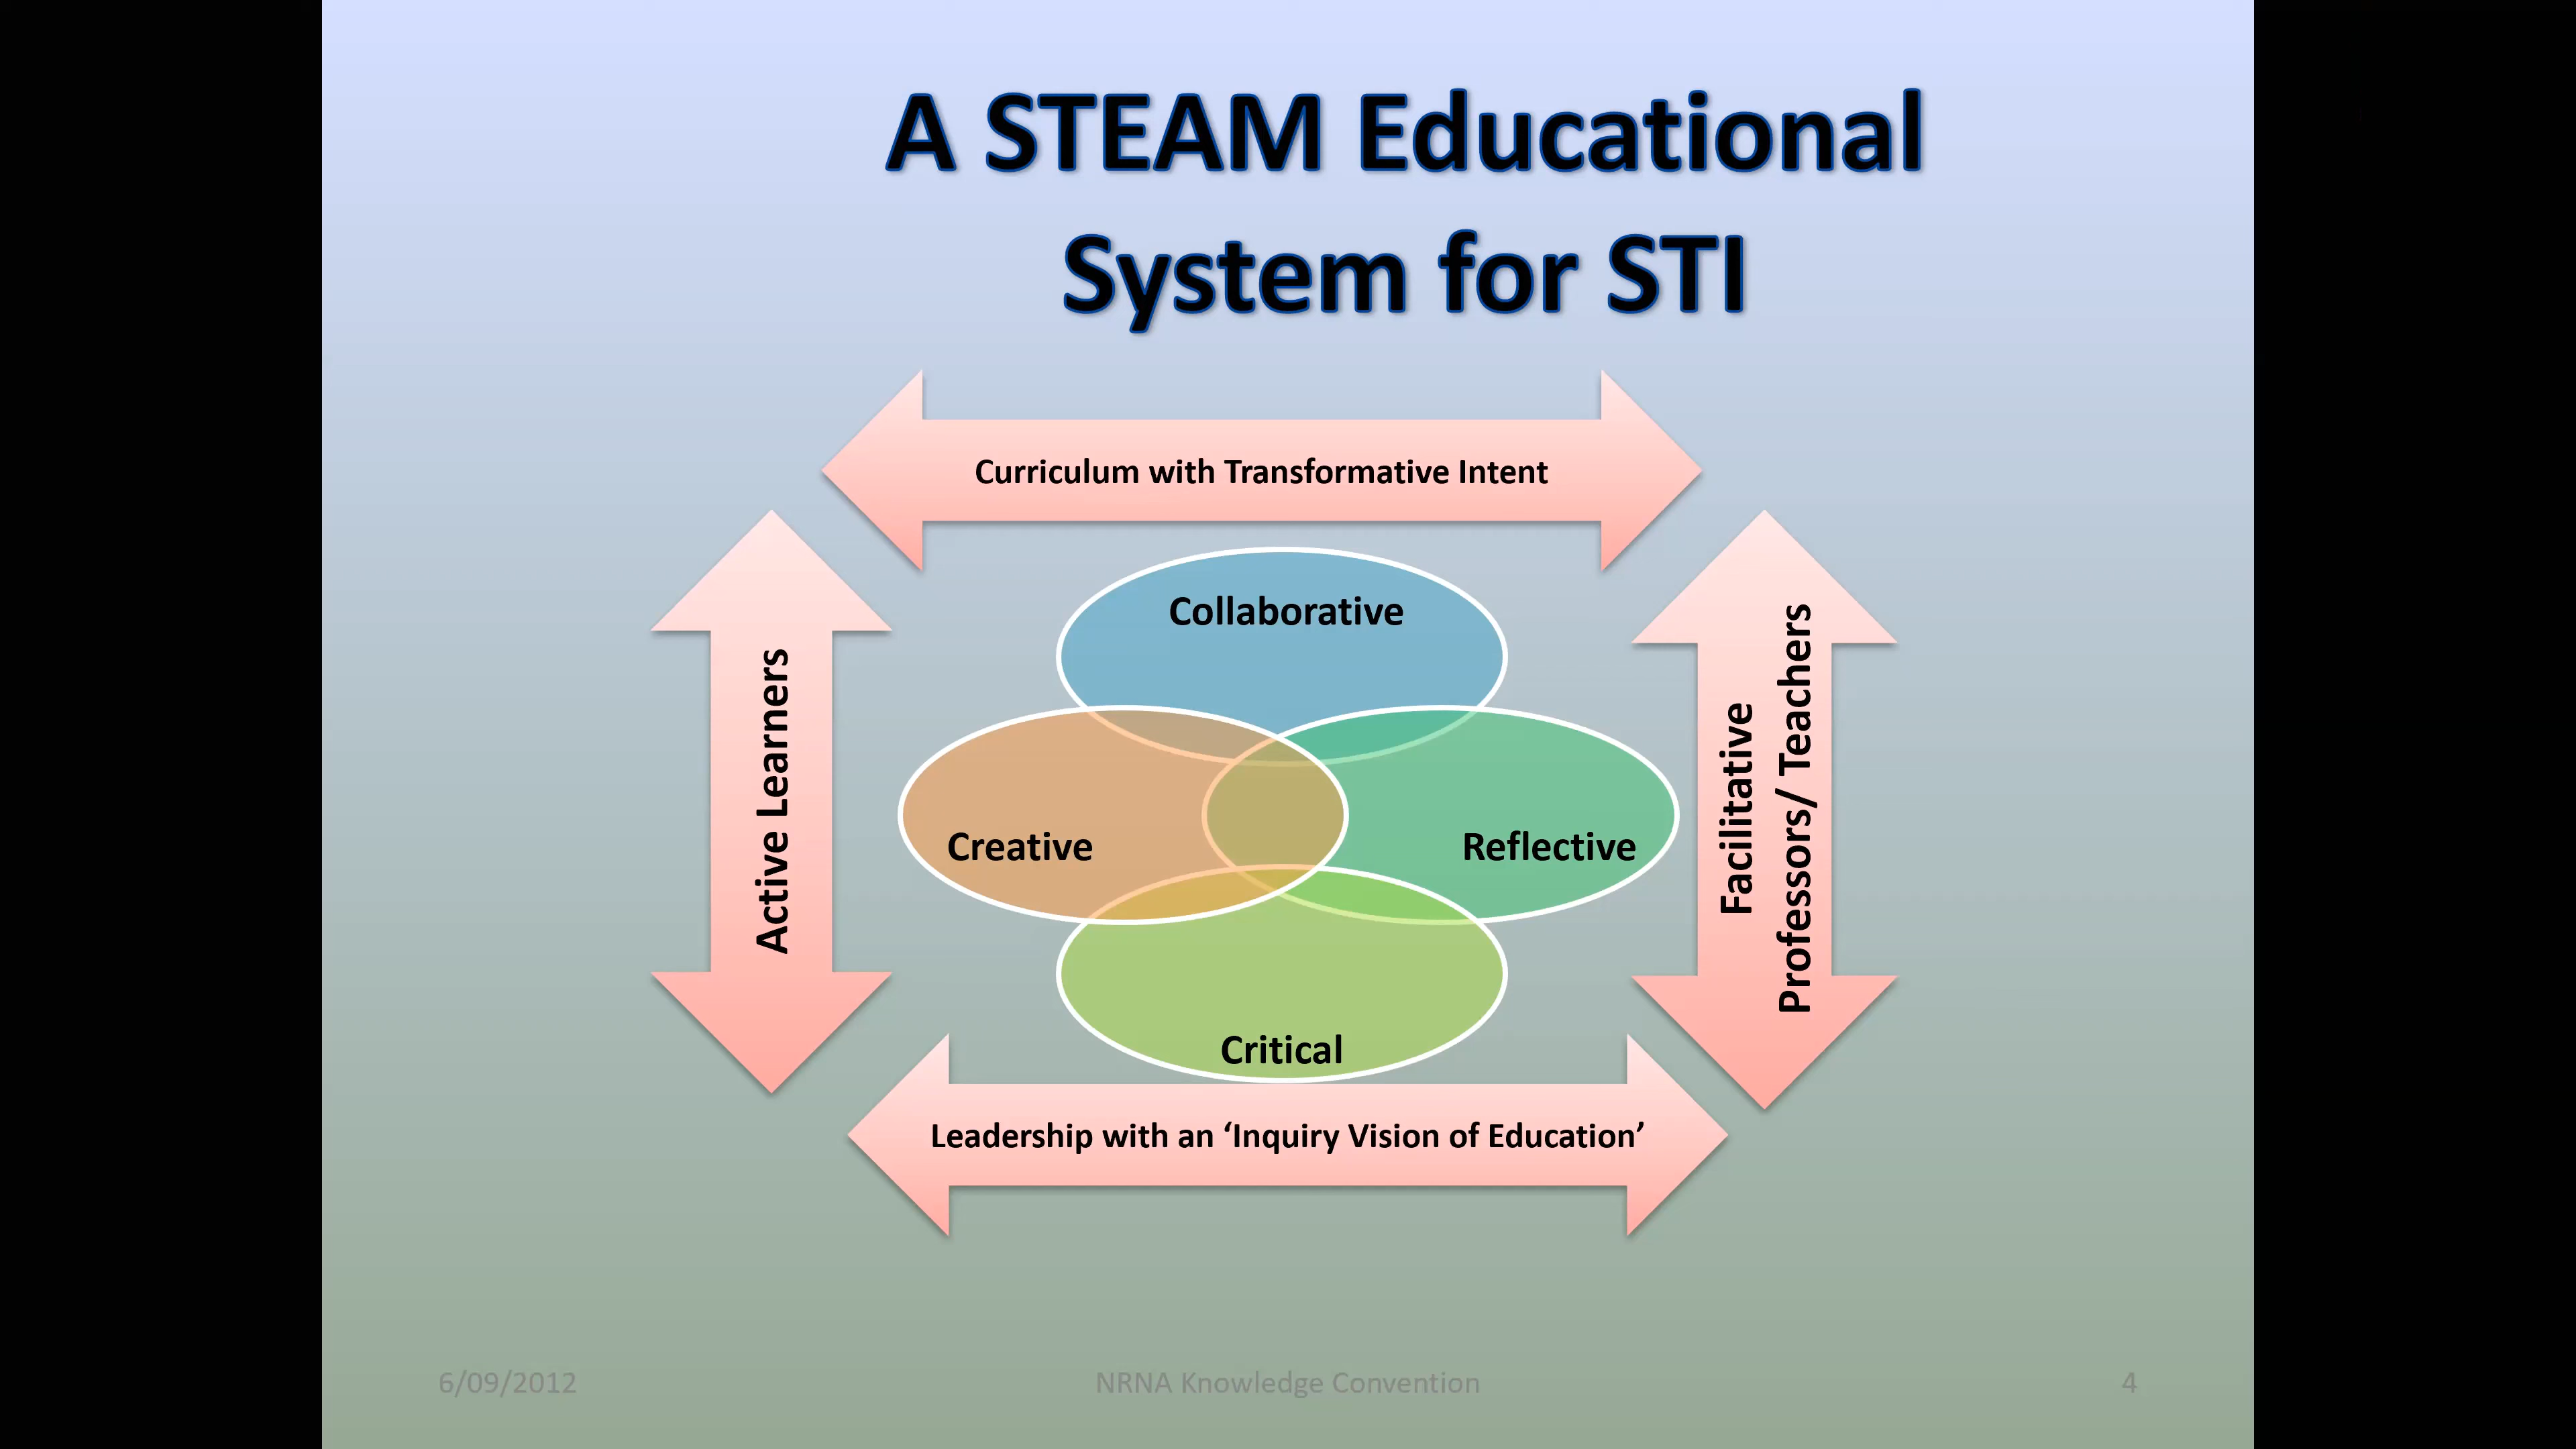 A STEAM Educational
System for STI
Curriculum with Transformative Intent
Active Learners
Collaborative
Creative
Reflective
Critical
Facilitative
Professors/ Teachers
Leadership with an ‘Inquiry Vision of Education’
6/09/2012
NRNA Knowledge Convention
4